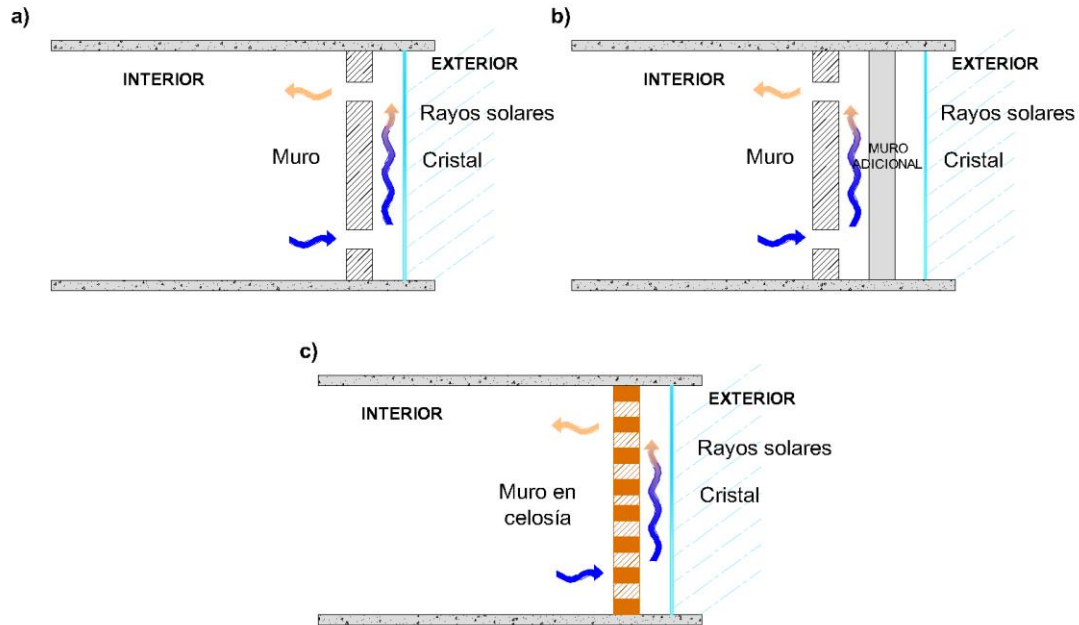 a)
INTERIOR
EXTERIOR
Rayos solares
Muro
Cristal
b)
INTERIOR
EXTERIOR
Rayos solares
Muro
MURO
ADICIONAL
Cristal
c)
INTERIOR
EXTERIOR
Rayos solares
Muro en
celosía
Cristal